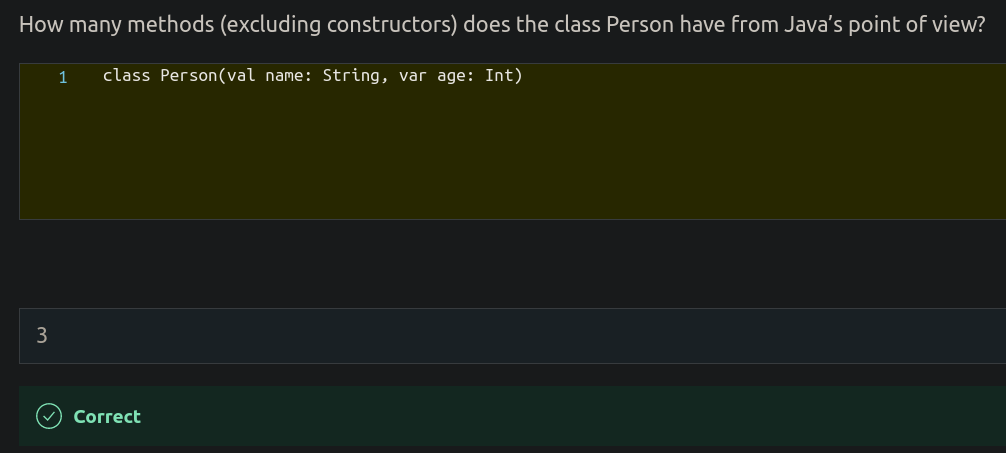 How many methods (excluding constructors) does the class Person have from Java’s point of view?
1 class Person(val name: String, var age: Int)
3
Correct